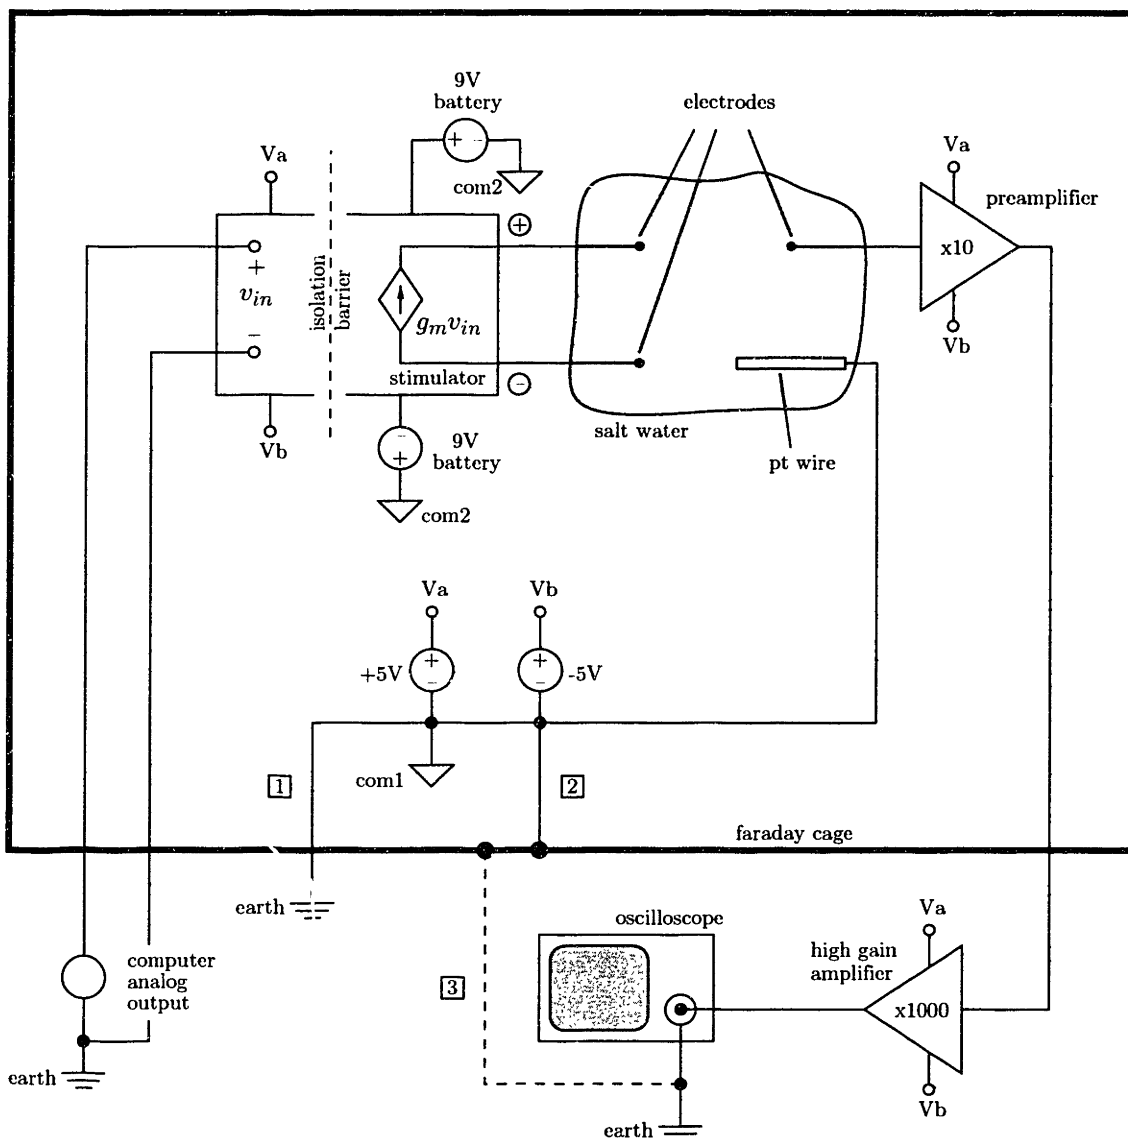 9V
battery
electrodes
Va
com2
Va
preamplifier
+ -
⊕
x10
+
v_in
-
isolation
barrier
g_m v_in
stimulator
⊖
Vb
Vb
9V
battery
-
+
com2
salt water
pt wire
Va
Vb
+5V
+
-
+
-
-5V
1
com1
2
faraday cage
earth
oscilloscope
Va
high gain
amplifier
computer
analog
output
3
x1000
earth
Vb
earth